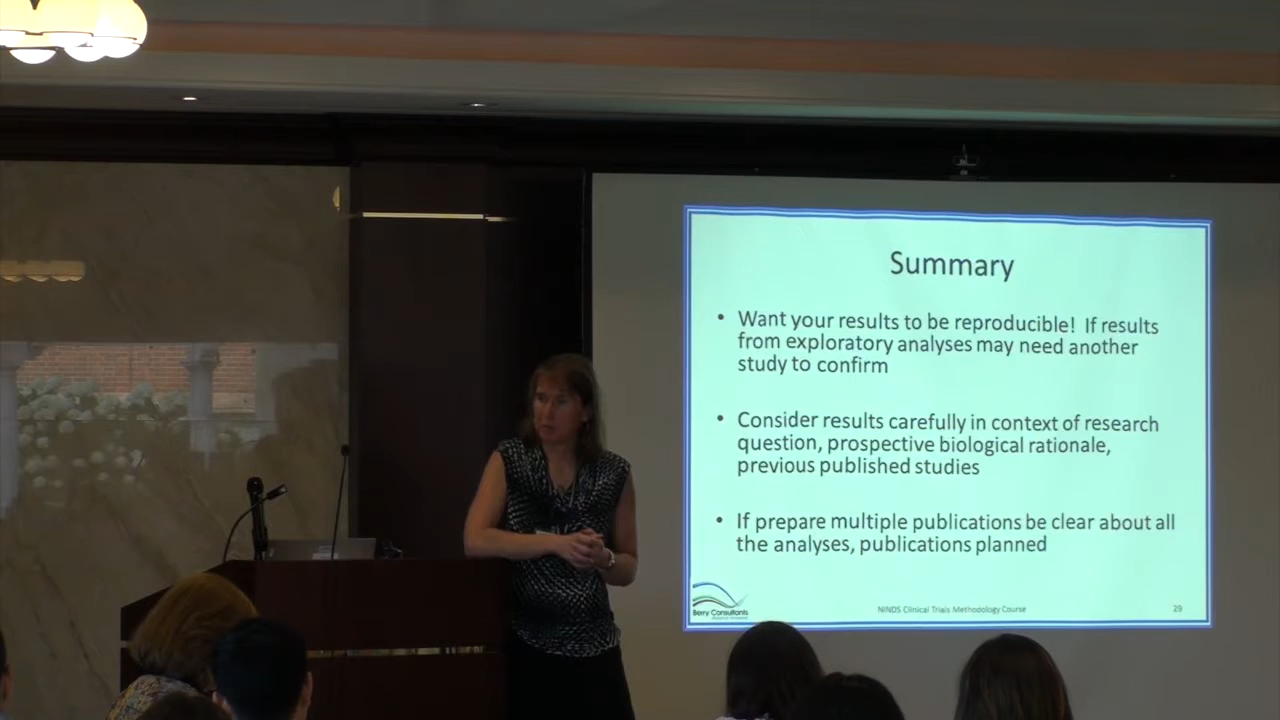 Summary
• Want your results to be reproducible! If results
from exploratory analyses may need another
study to confirm
• Consider results carefully in context of research
question, prospective biological rationale,
previous published studies
• If prepare multiple publications be clear about all
the analyses, publications planned
Berry Consultants
NINDS Clinical Trials Methodology Course
29